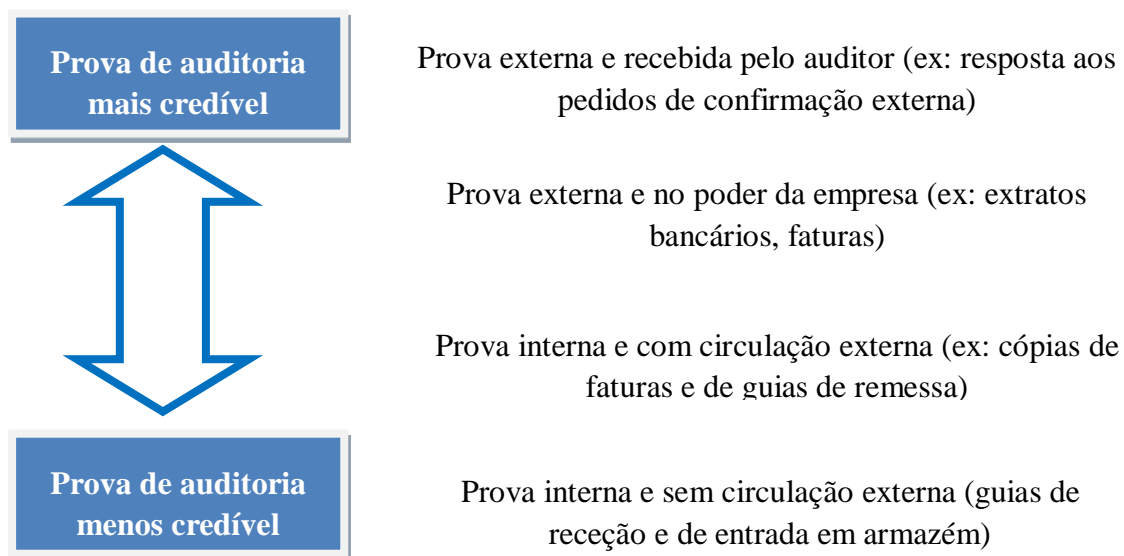 Prova de auditoria
mais credível
Prova externa e recebida pelo auditor (ex: resposta aos
pedidos de confirmação externa)
Prova externa e no poder da empresa (ex: extratos
bancários, faturas)
Prova interna e com circulação externa (ex: cópias de
faturas e de guias de remessa)
Prova de auditoria
menos credível
Prova interna e sem circulação externa (guias de
receção e de entrada em armazém)